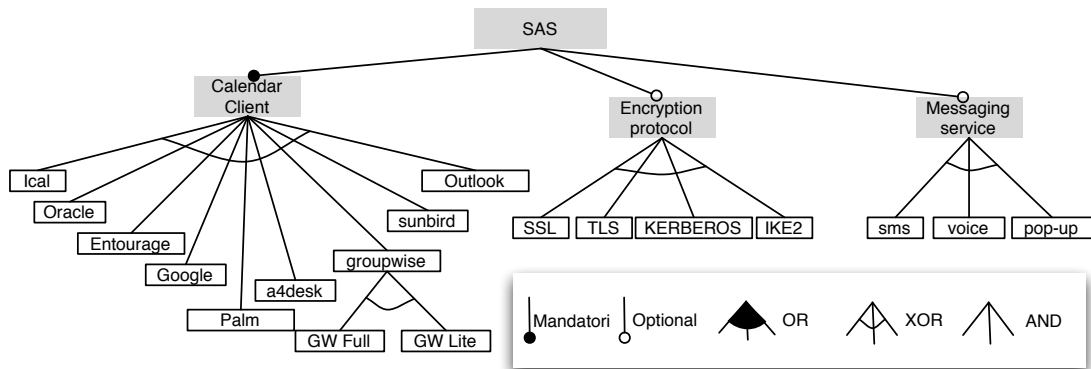 SAS
Calendar
Client
Encryption
protocol
Messaging
service
Ical
Outlook
Oracle
sunbird
Entourage
groupwise
Google
a4desk
Palm
GW Full
GW Lite
SSL
TLS
KERBEROS
IKE2
sms
voice
pop-up
Mandatori
Optional
OR
XOR
AND